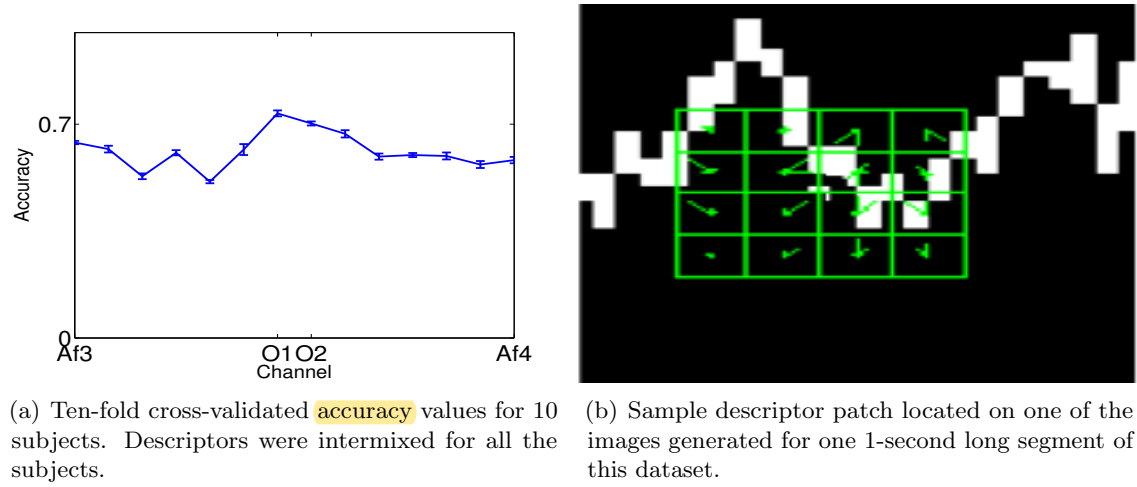 0.7
Accuracy
0
Af3
O1
O2
Af4
Channel
(a) Ten-fold cross-validated accuracy values for 10
subjects. Descriptors were intermixed for all the
subjects.
(b) Sample descriptor patch located on one of the
images generated for one 1-second long segment of
this dataset.